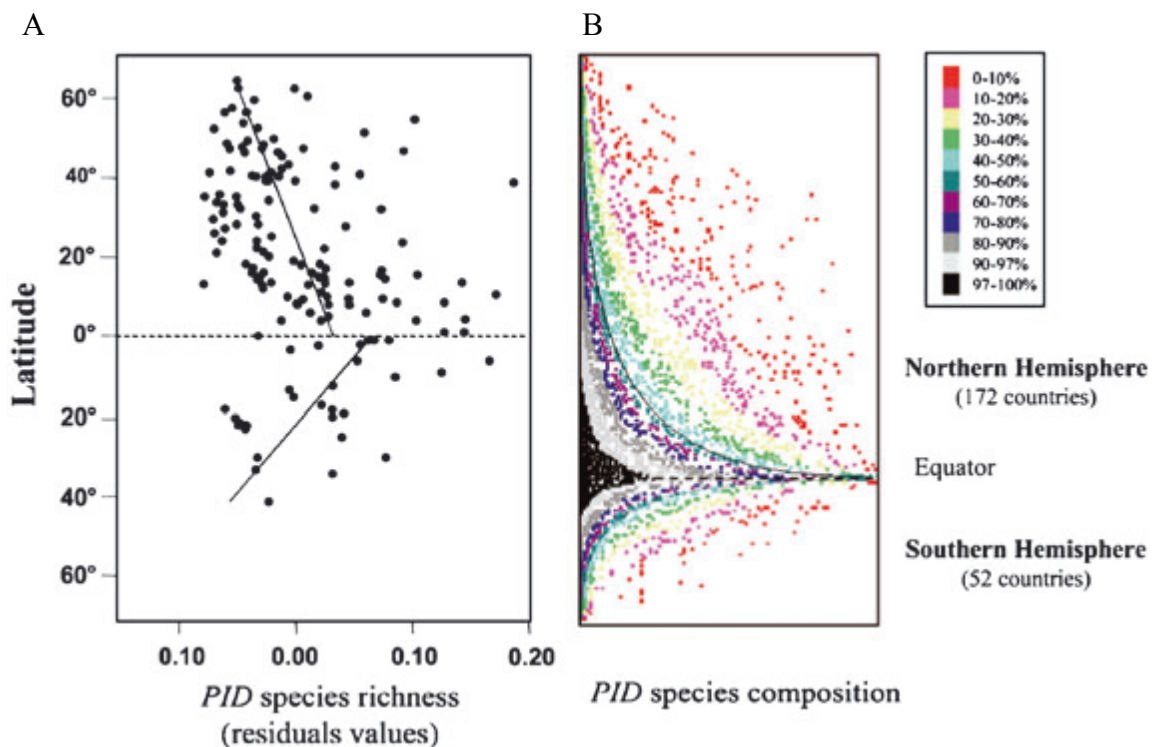 A
B
60°
40°
20°
0°
20°
40°
60°
Latitude
0.10 0.00 0.10 0.20
PID species richness
(residuals values)
PID species composition
0-10%
10-20%
20-30%
30-40%
40-50%
50-60%
60-70%
70-80%
80-90%
90-97%
97-100%
Northern Hemisphere
(172 countries)
Equator
Southern Hemisphere
(52 countries)